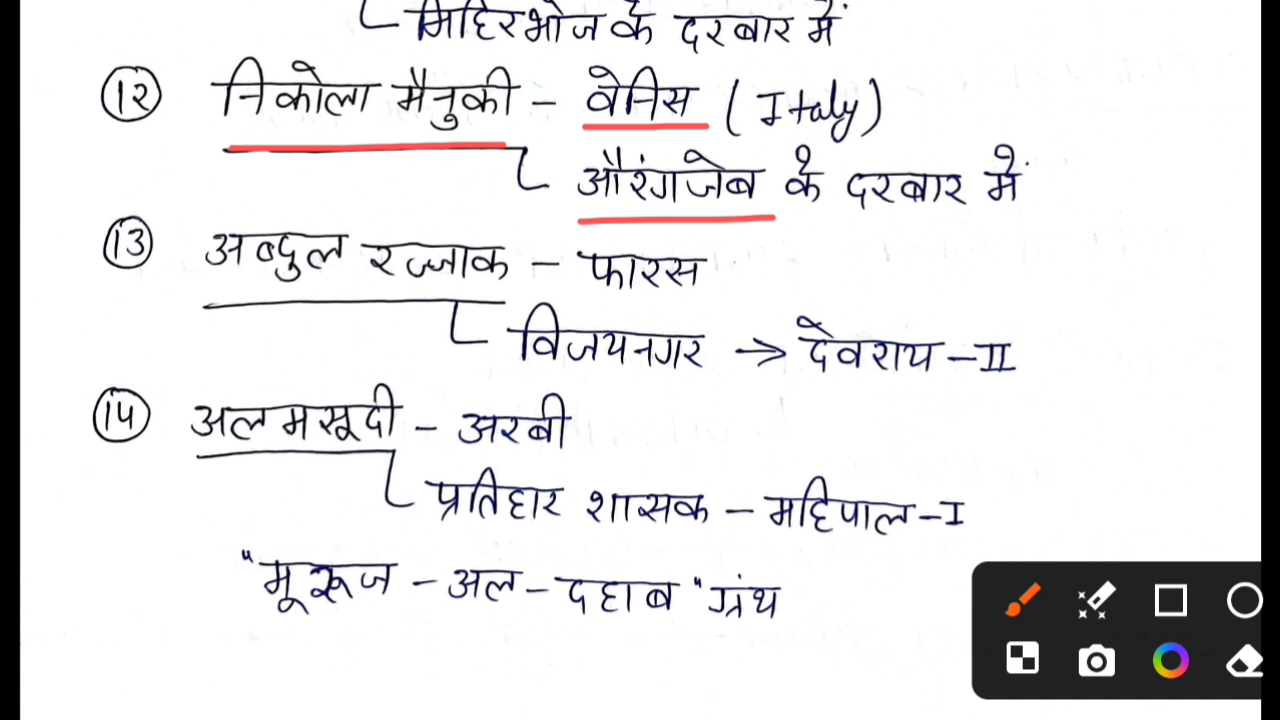 मिहिरभोज के दरबार में
(12) निकोला मैनुकी - वेनिस (Italy)
औरंगजेब के दरबार में
(13) अब्दुल रज्जाक - फारस
विजयनगर → देवराय - II
(14) अल मसूदी - अरबी
प्रतिहार शासक - महिपाल - I
"मूरूज - अल - दहाब" ग्रंथ